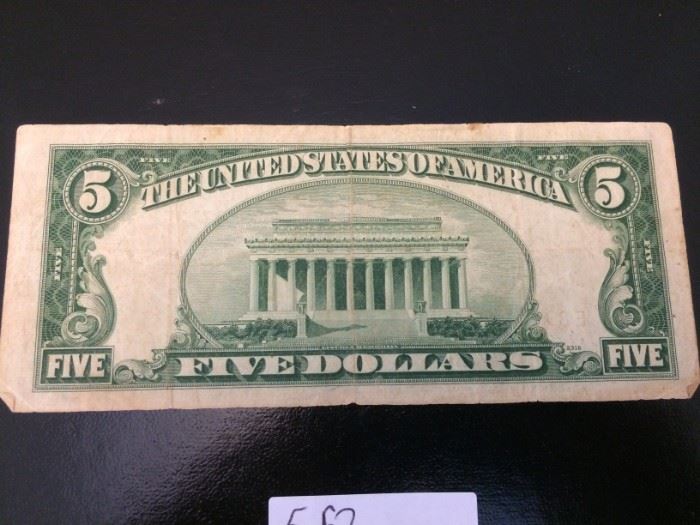 FIVE FIVE
5 THE UNITED STATES OF AMERICA 5
FIVE FIVE
FIVE FIVE DOLLARS FIVE